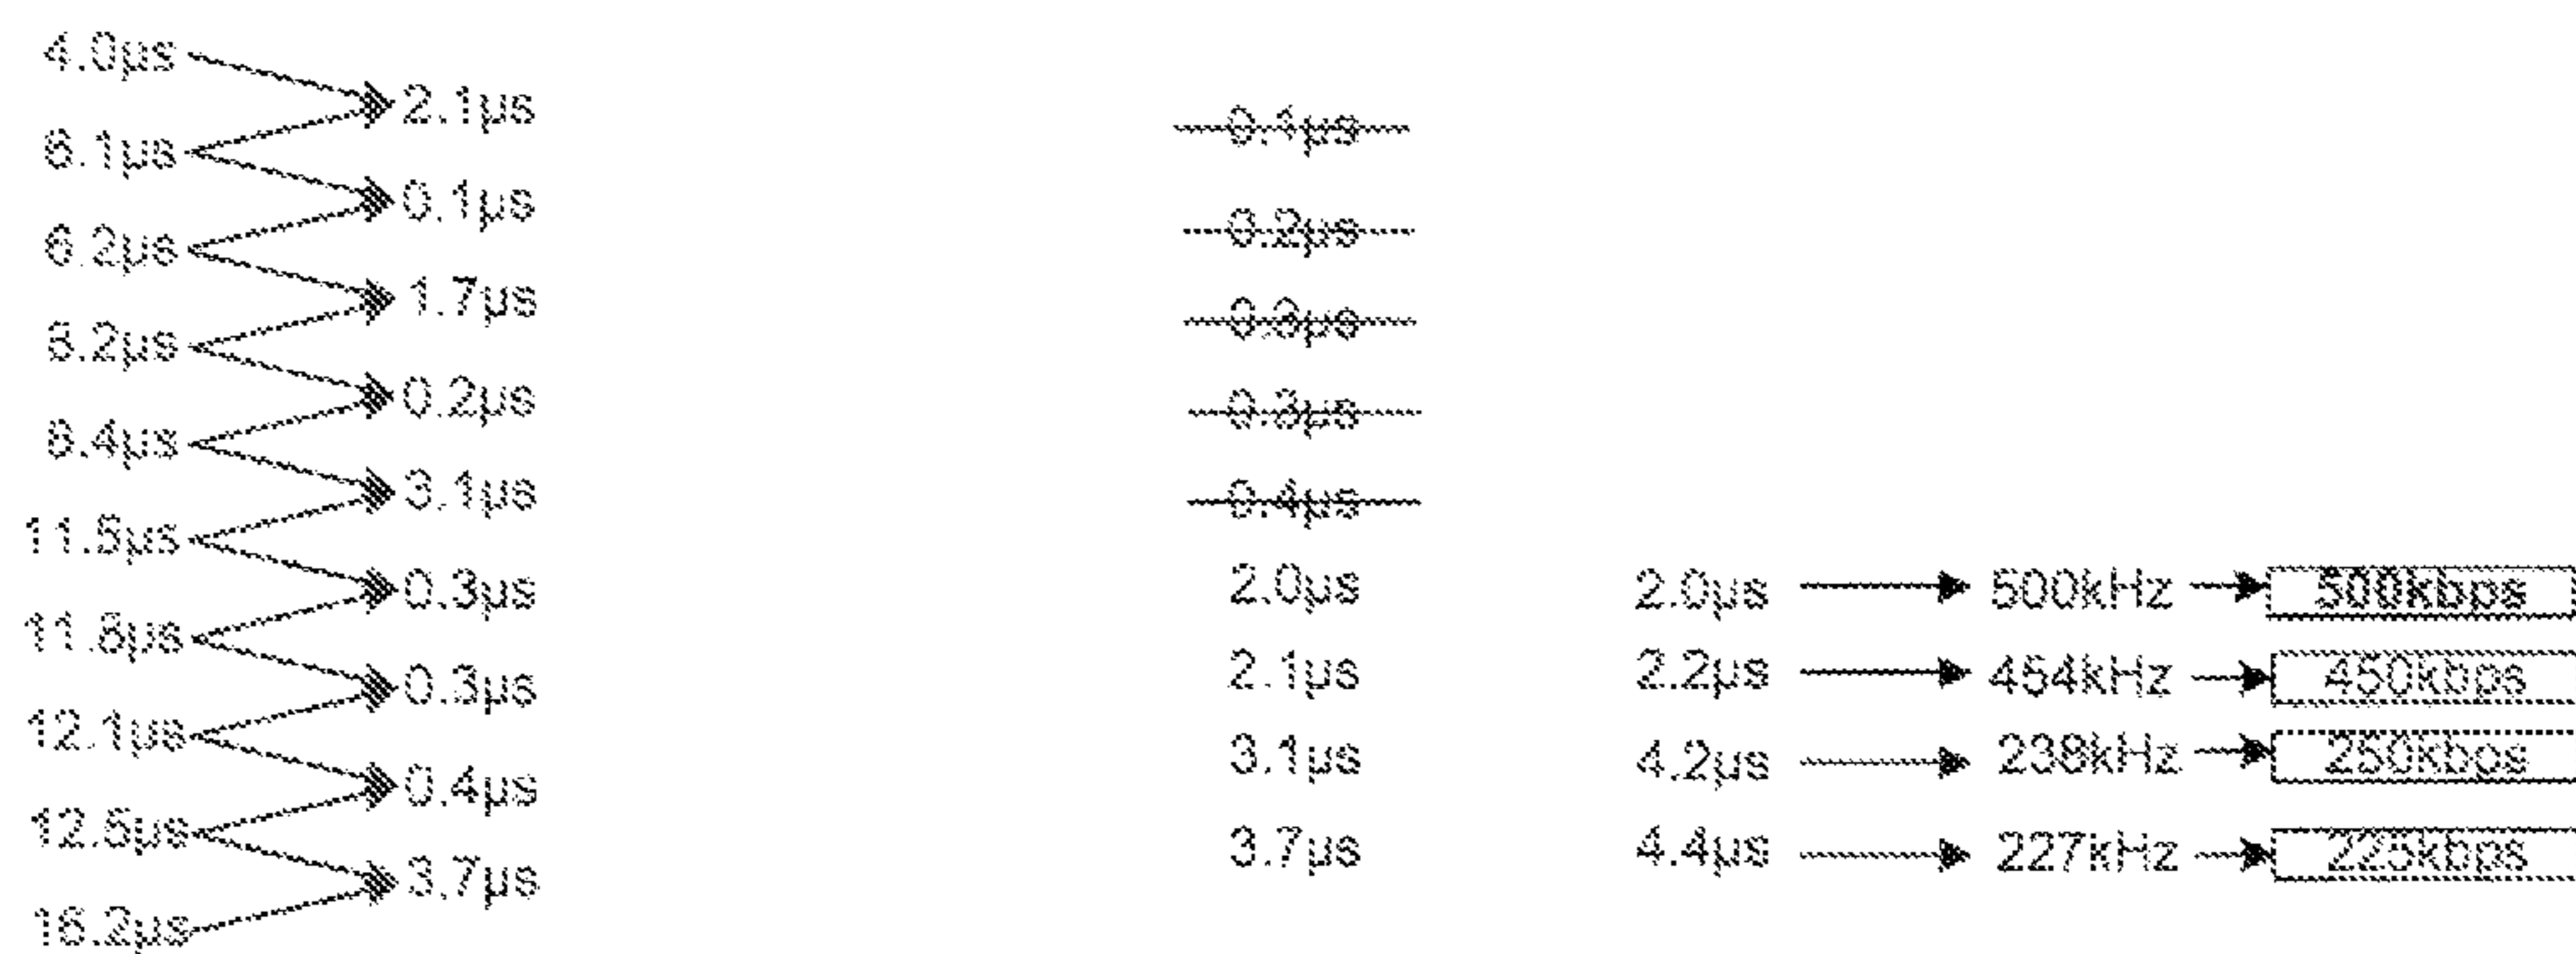 4.0µs
6.1µs
6.2µs
8.2µs
8.4µs
11.5µs
11.8µs
12.1µs
12.5µs
16.2µs
2.1µs
0.1µs
1.7µs
0.2µs
3.1µs
0.3µs
0.3µs
0.4µs
3.7µs
0.1µs
0.2µs
0.3µs
0.3µs
0.4µs
2.0µs
2.1µs
3.1µs
3.7µs
2.0µs 500kHz 500kbps
2.2µs 454kHz 450kbps
4.2µs 238kHz 250kbps
4.4µs 227kHz 225kbps